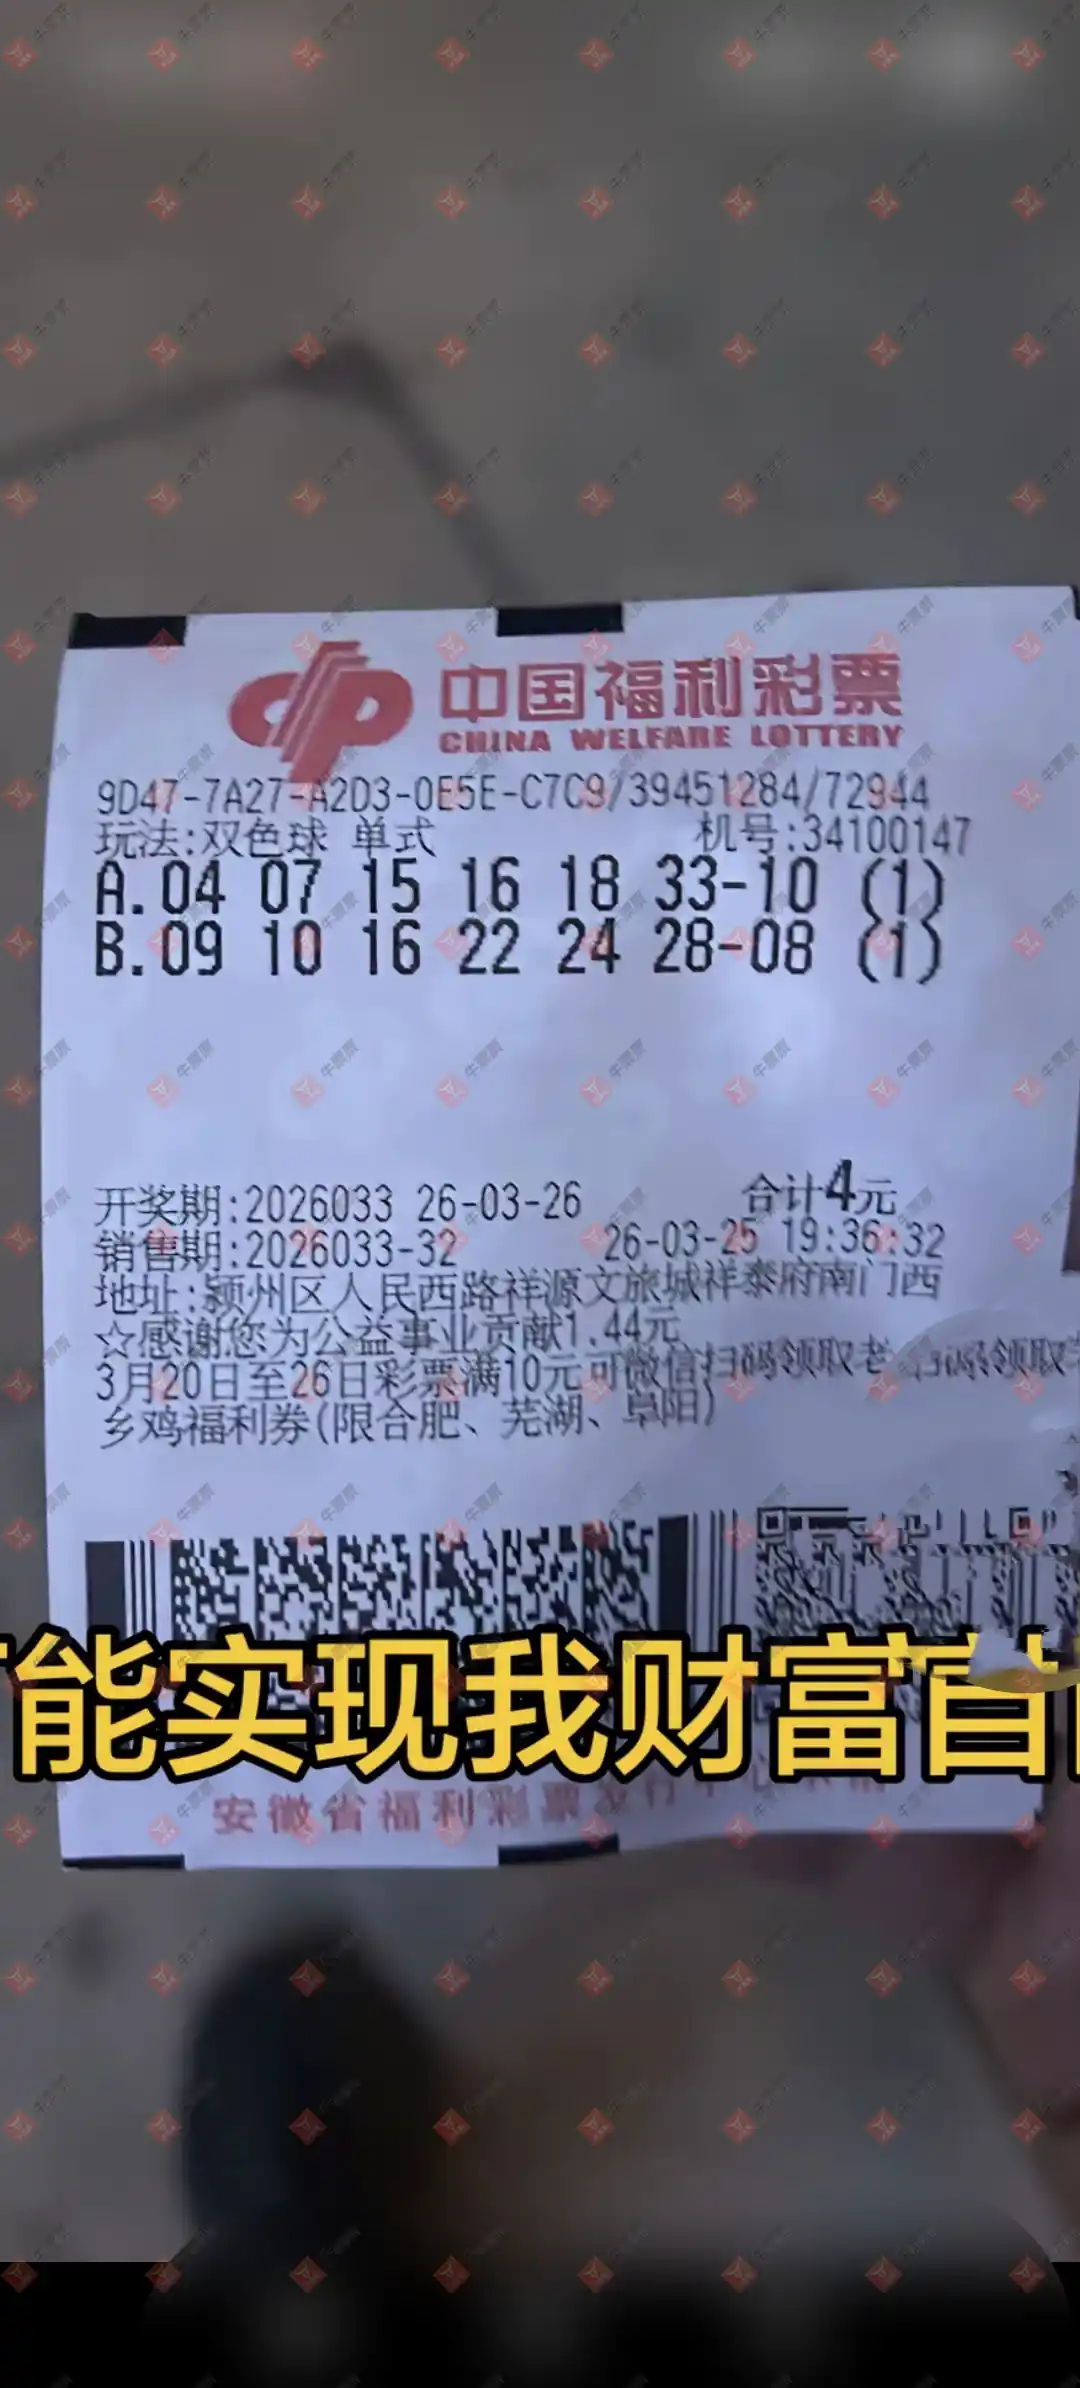 中国福利彩票
CHINA WELFARE LOTTERY
9D47-7A27-A2D3-0E5E-C7C9/39451284/72944
玩法:双色球 单式 机号:34100147
A.04 07 15 16 18 33-10 (1)
B.09 10 16 22 24 28-08 (1)
开奖期:2026033 26-03-26 合计4元
销售期:2026033-32 26-03-25 19:36:32
地址:颍州区人民西路祥源文旅城祥泰府南门西
☆感谢您为公益事业贡献1.44元
3月20日至26日彩票满10元可微信扫码领取老
乡鸡福利券(限合肥、芜湖、阜阳)
能实现我财富自
安徽省福利彩票发行中心
牛票票